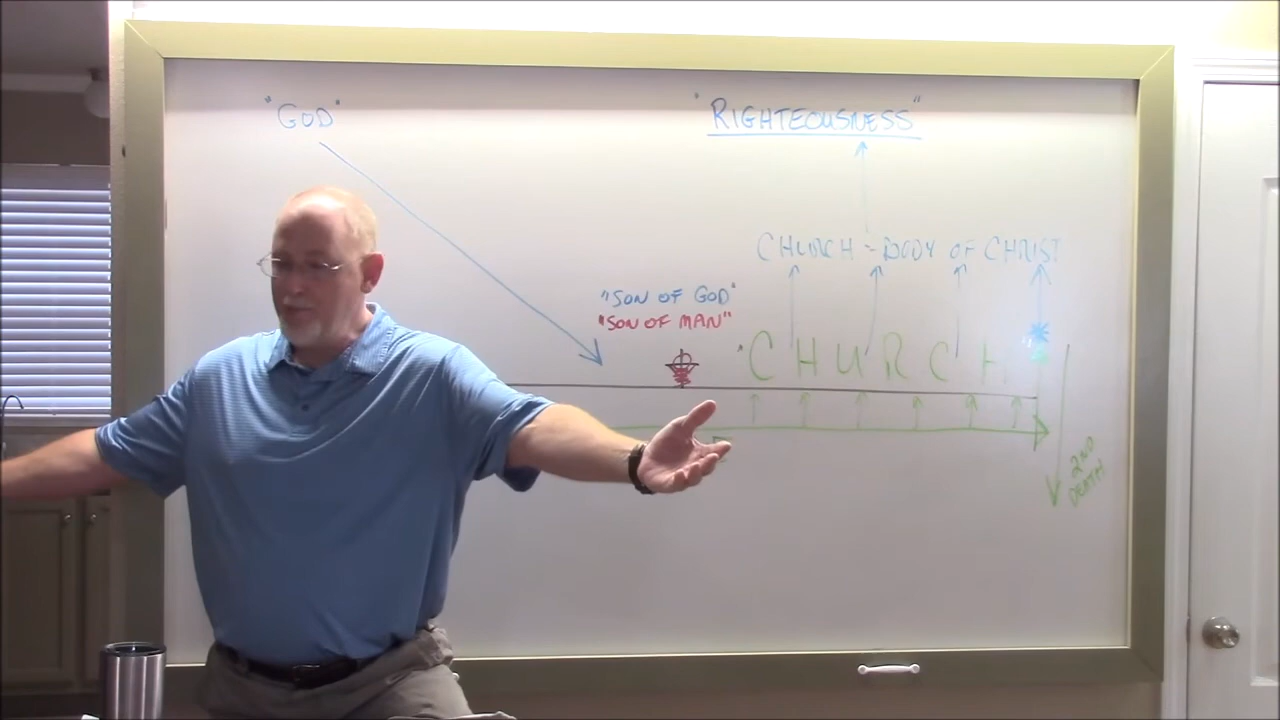 "GOD"
"RIGHTEOUSNESS"
CHURCH - BODY OF CHRIST
"SON OF GOD"
"SON OF MAN"
"CHURCH
2ND
DEATH